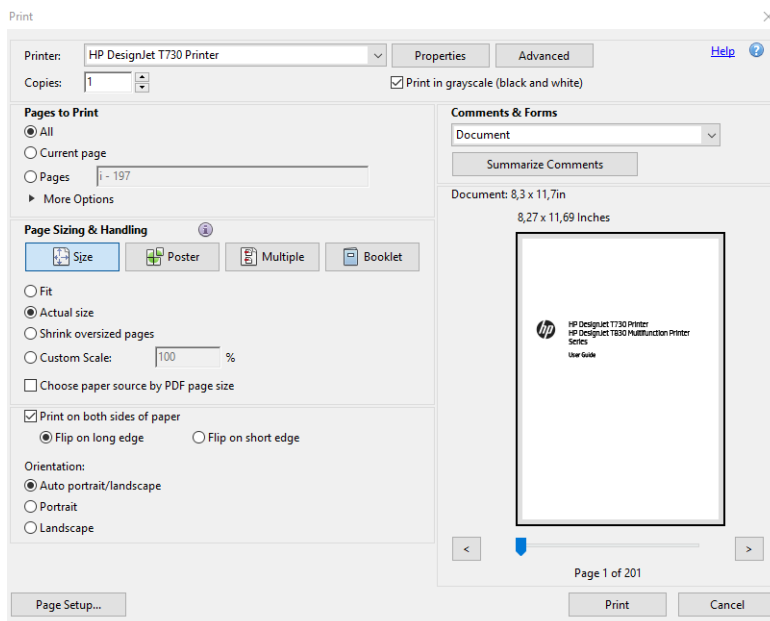 Print
Printer: HP DesignJet T730 Printer Properties Advanced Help ?
Copies: 1 Print in grayscale (black and white)
Pages to Print
All
Current page
Pages i - 197
More Options
Page Sizing & Handling i
Size Poster Multiple Booklet
Fit
Actual size
Shrink oversized pages
Custom Scale: 100 %
Choose paper source by PDF page size
Print on both sides of paper
Flip on long edge Flip on short edge
Orientation:
Auto portrait/landscape
Portrait
Landscape
Comments & Forms
Document
Summarize Comments
Document: 8,3 x 11,7in
8,27 x 11,69 Inches
hp
HP DesignJet T730 Printer
HP DesignJet T830 Multifunction Printer
Series
User Guide
< >
Page 1 of 201
Page Setup... Print Cancel